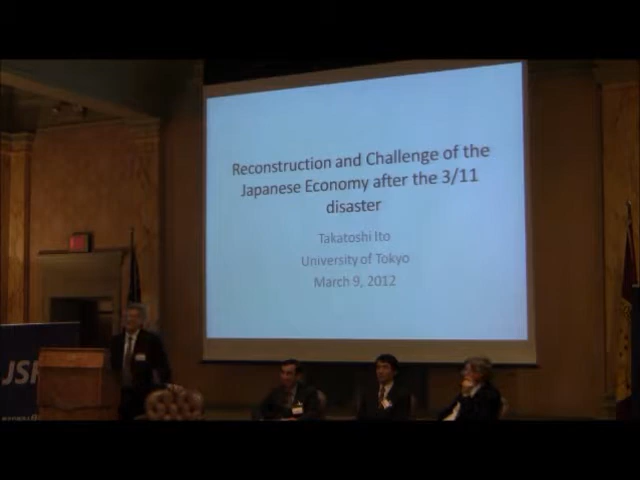 Reconstruction and Challenge of the
Japanese Economy after the 3/11
disaster
Takatoshi Ito
University of Tokyo
March 9, 2012